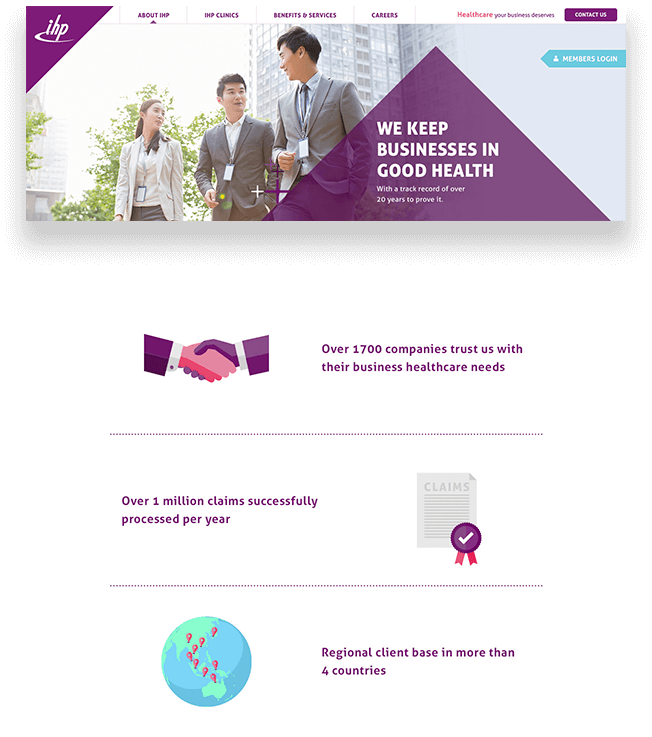 ihp
ABOUT IHP
IHP CLINICS
BENEFITS & SERVICES
CAREERS
Healthcare your business deserves
CONTACT US
MEMBERS LOGIN
WE KEEP
BUSINESSES IN
GOOD HEALTH
With a track record of over
20 years to prove it.
Over 1700 companies trust us with
their business healthcare needs
Over 1 million claims successfully
processed per year
CLAIMS
Regional client base in more than
4 countries